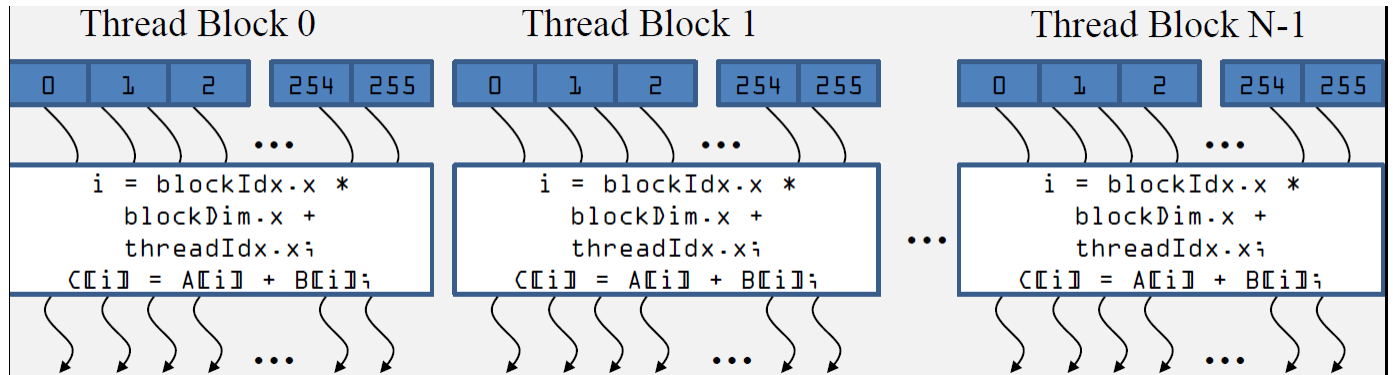 Thread Block 0
0 1 2 254 255
...
i = blockIdx.x *
blockDim.x +
threadIdx.x;
C[i] = A[i] + B[i];
...
Thread Block 1
0 1 2 254 255
...
i = blockIdx.x *
blockDim.x +
threadIdx.x;
C[i] = A[i] + B[i];
...
...
Thread Block N-1
0 1 2 254 255
...
i = blockIdx.x *
blockDim.x +
threadIdx.x;
C[i] = A[i] + B[i];
...